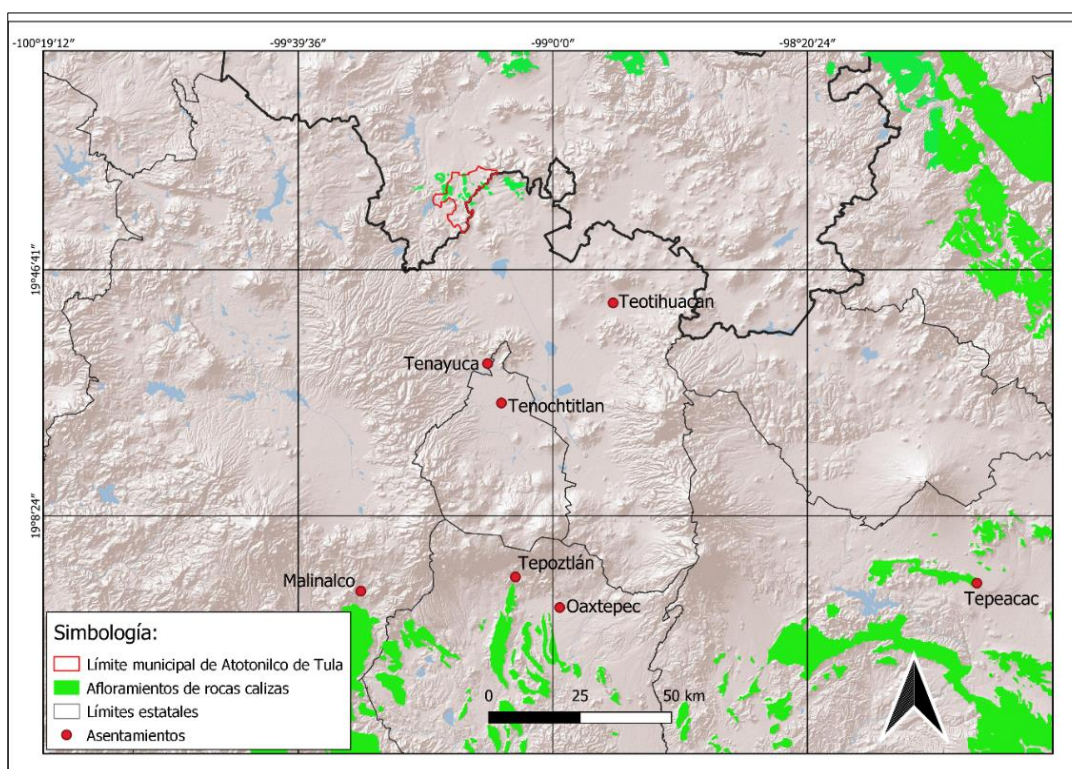 -100°19′12″
-99°39′36″
-99°0′0″
-98°20′24″
19°46′41″
Teotihuacan
Tenayuca
Tenochtitlan
19°8′24″
Tepoztlán
Malinalco
Oaxtepec
Tepeacac
Simbología:
Límite municipal de Atotonilco de Tula
Afloramientos de rocas calizas
Límites estatales
Asentamientos
0 25 50 km